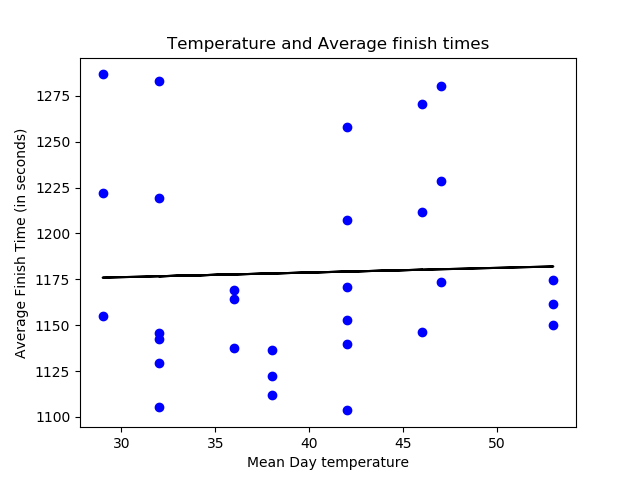 Temperature and Average finish times
Average Finish Time (in seconds)
1275
1250
1225
1200
1175
1150
1125
1100
30 35 40 45 50
Mean Day temperature